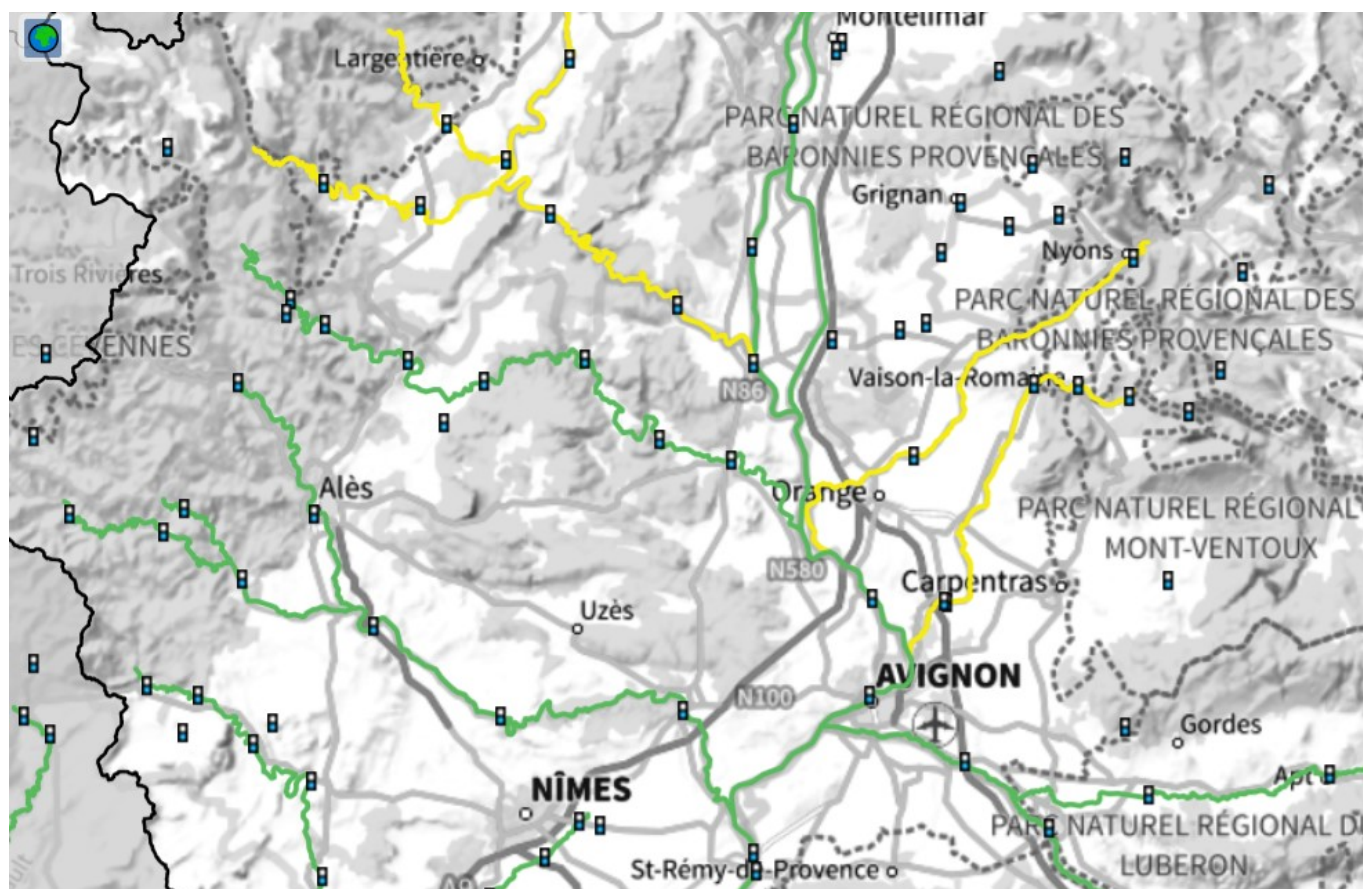 Montélimar
Largentière
PARC NATUREL RÉGIONAL DES
BARONNIES PROVENÇALES
Grignan
Nyons
Trois Rivières
PARC NATUREL RÉGIONAL DES
BARONNIES PROVENÇALES
ES CÉVENNES
Vaison-la-Romaine
N86
Alès
Orange
PARC NATUREL RÉGIONAL
MONT-VENTOUX
N580
Carpentras
Uzès
AVIGNON
N100
Gordes
Apt
NÎMES
PARC NATUREL RÉGIONAL D
LUBERON
St-Rémy-de-Provence
A9